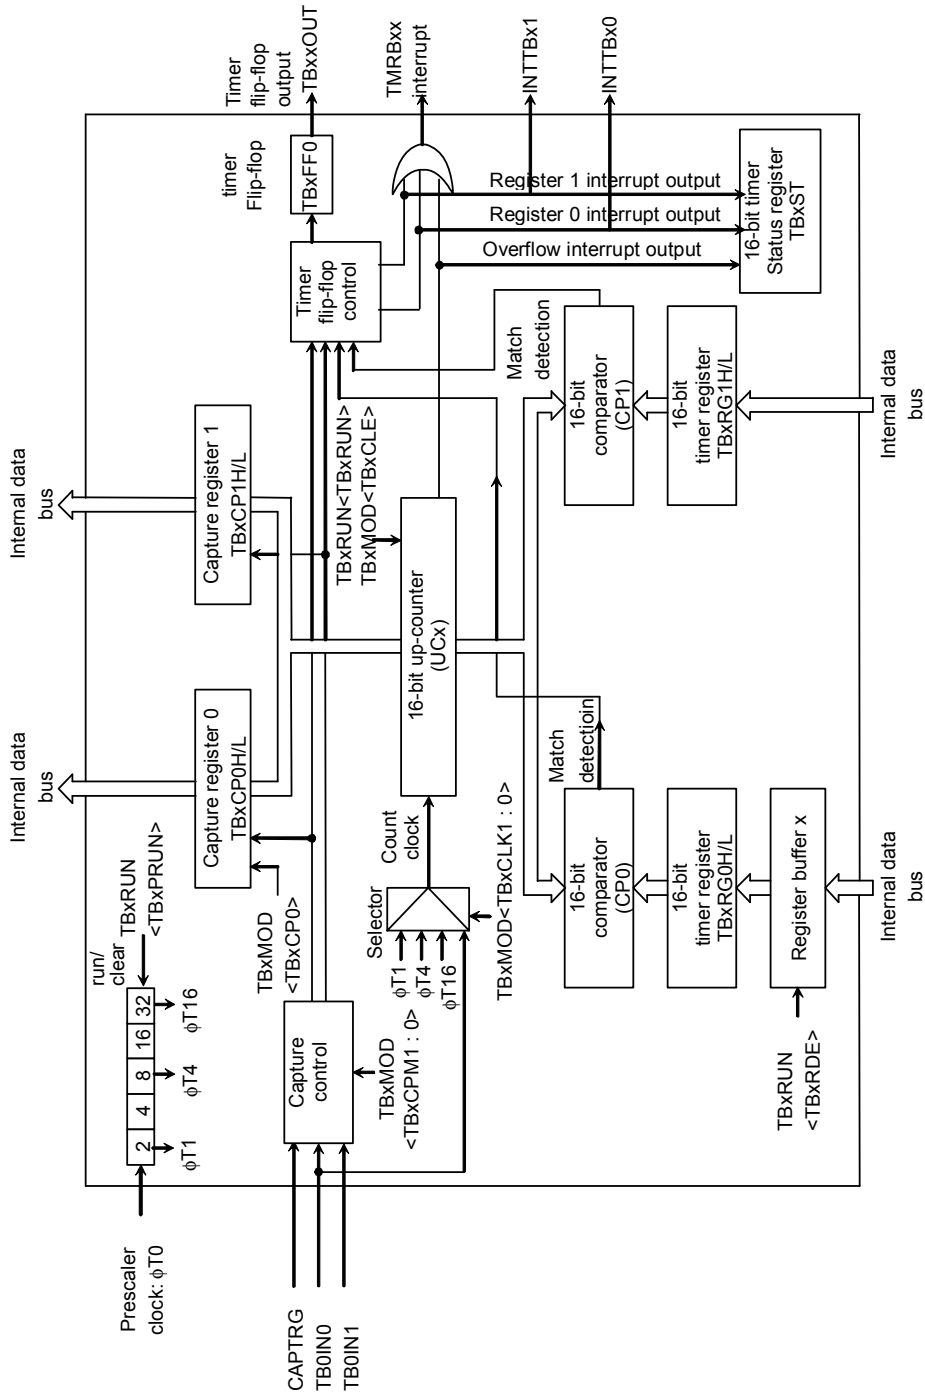 Prescaler
clock: ϕT0
2
4
8
16
32
run/
clear
TBxRUN
<TBxPRUN>
ϕT1
ϕT4
ϕT16
Internal data
bus
Internal data
bus
Capture register 0
TBxCP0H/L
Capture register 1
TBxCP1H/L
timer
Flip-flop
TBxFF0
Timer
flip-flop
output
TBxxOUT
CAPTRG
TB0IN0
TB0IN1
Capture
control
TBxMOD
<TBxCP0>
TBxMOD
<TBxCPM1 : 0>
Timer
flip-flop
control
TMRBxx
interrupt
TBxRUN<TBxRUN>
TBxMOD<TBxCLE>
Selector
ϕT1
ϕT4
ϕT16
Count
clock
16-bit up-counter
(UCx)
TBxMOD<TBxCLK1 : 0>
Register 1 interrupt output
Register 0 interrupt output
Overflow interrupt output
INTTBx1
INTTBx0
Match
detectioin
Match
detection
16-bit
comparator
(CP0)
16-bit
comparator
(CP1)
16-bit
timer register
TBxRG0H/L
16-bit
timer register
TBxRG1H/L
16-bit timer
Status register
TBxST
Register buffer x
TBxRUN
<TBxRDE>
Internal data
bus
Internal data
bus